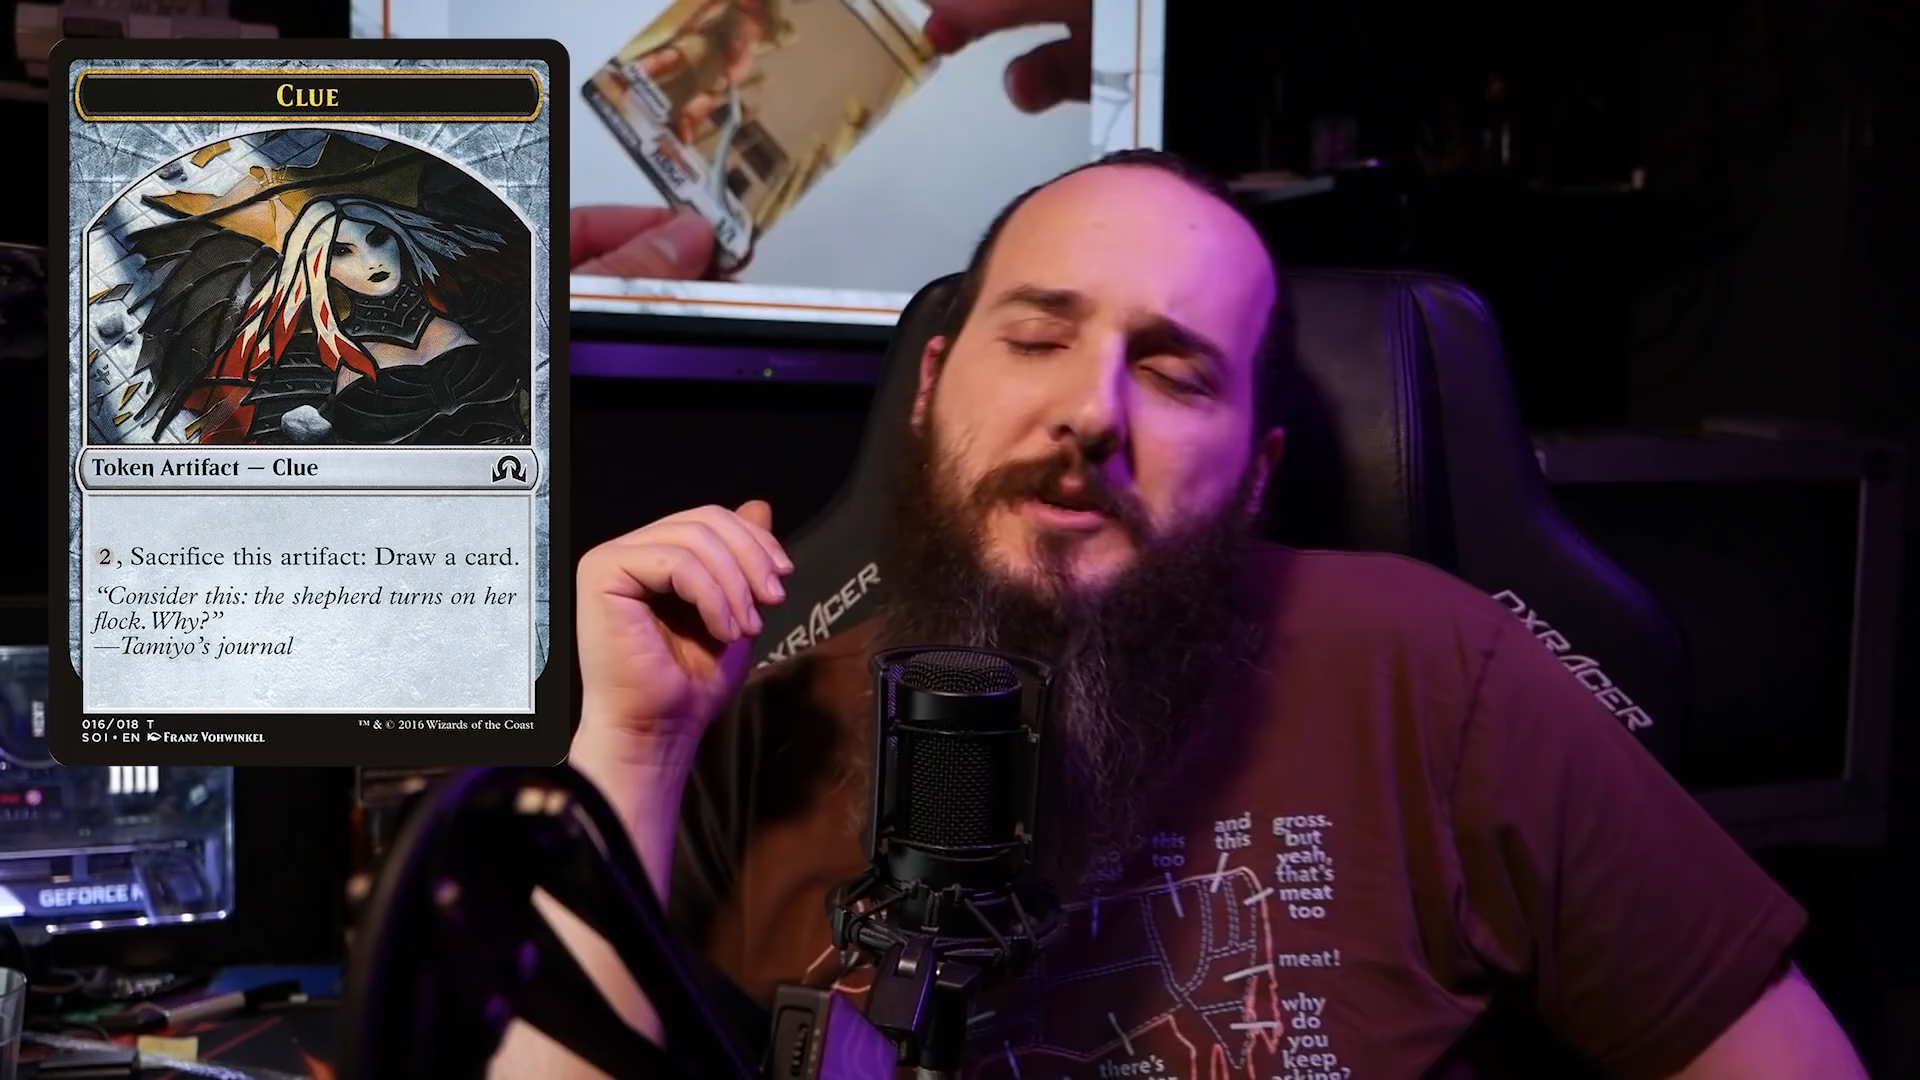 CLUE
Token Artifact — Clue
2, Sacrifice this artifact: Draw a card.
“Consider this: the shepherd turns on her
flock. Why?”
—Tamiyo’s journal
016/018 T
SOI • EN FRANZ VOHWINKEL
™ & © 2016 Wizards of the Coast
DXRACER
DXRACER
GEFORCE
this
too
and
this
gross.
but
yeah,
that's
meat
too
meat!
why
do
you
keep
asking?
there's